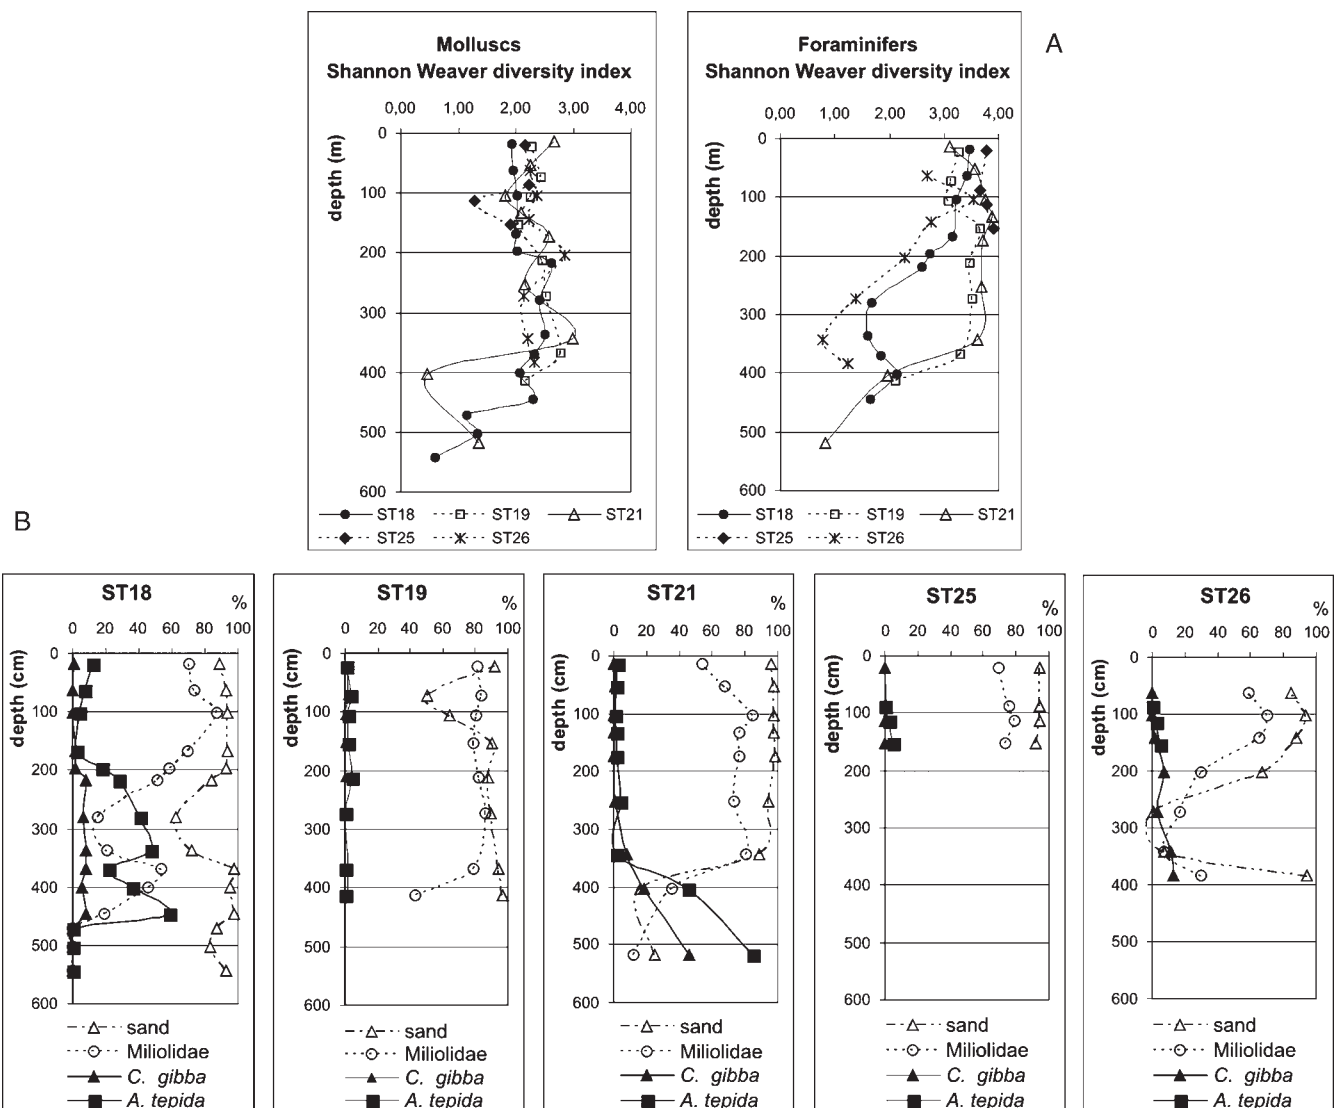 Molluscs
Shannon Weaver diversity index
0,00 1,00 2,00 3,00 4,00
depth (m)
0
100
200
300
400
500
600
ST18 ST19 ST21
ST25 ST26
Foraminifers
Shannon Weaver diversity index
0,00 1,00 2,00 3,00 4,00
depth (m)
0
100
200
300
400
500
600
ST18 ST19 ST21
ST25 ST26
A
B
ST18
%
0 20 40 60 80 100
depth (cm)
0
100
200
300
400
500
600
sand
Miliolidae
C. gibba
A. tepida
ST19
%
0 20 40 60 80 100
depth (cm)
0
100
200
300
400
500
600
sand
Miliolidae
C. gibba
A. tepida
ST21
%
0 20 40 60 80 100
depth (cm)
0
100
200
300
400
500
600
sand
Miliolidae
C. gibba
A. tepida
ST25
%
0 20 40 60 80 100
depth (cm)
0
100
200
300
400
500
600
sand
Miliolidae
C. gibba
A. tepida
ST26
%
0 20 40 60 80 100
depth (cm)
0
100
200
300
400
500
600
sand
Miliolidae
C. gibba
A. tepida